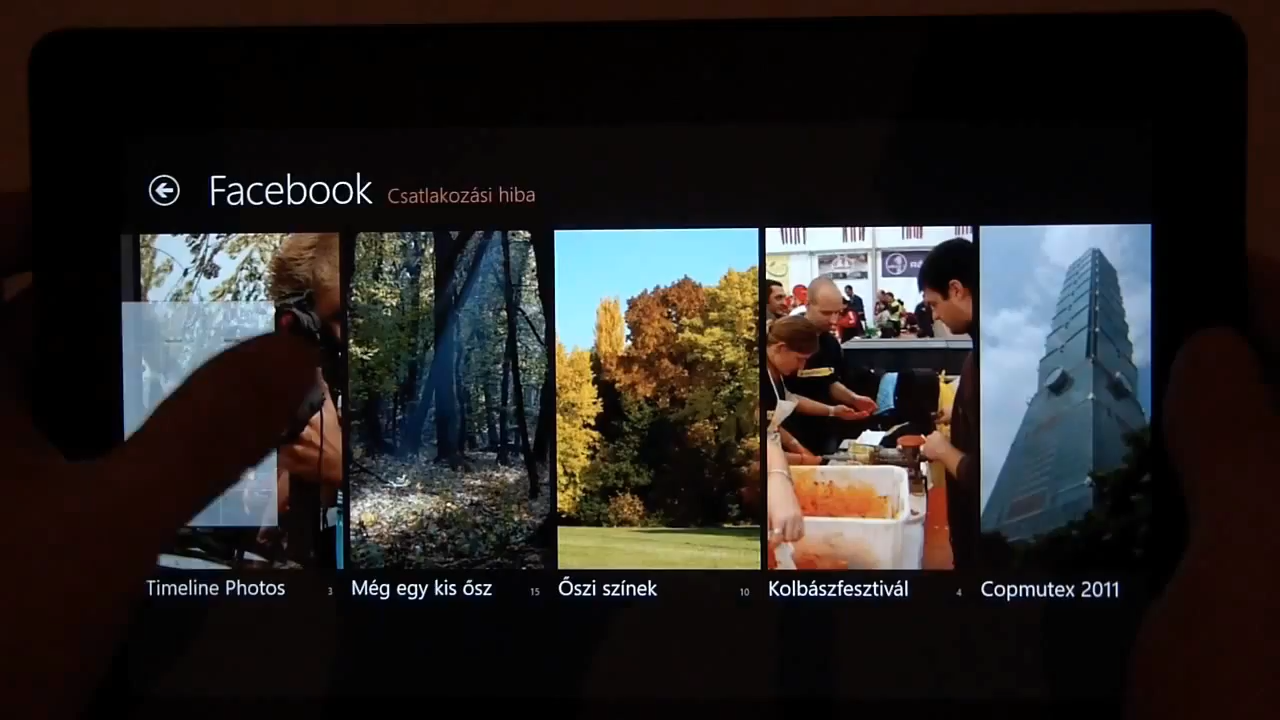 Facebook Csatlakozási hiba
Timeline Photos 3
Még egy kis ősz 15
Őszi színek 10
Kolbászfesztivál 4
Copmutex 2011